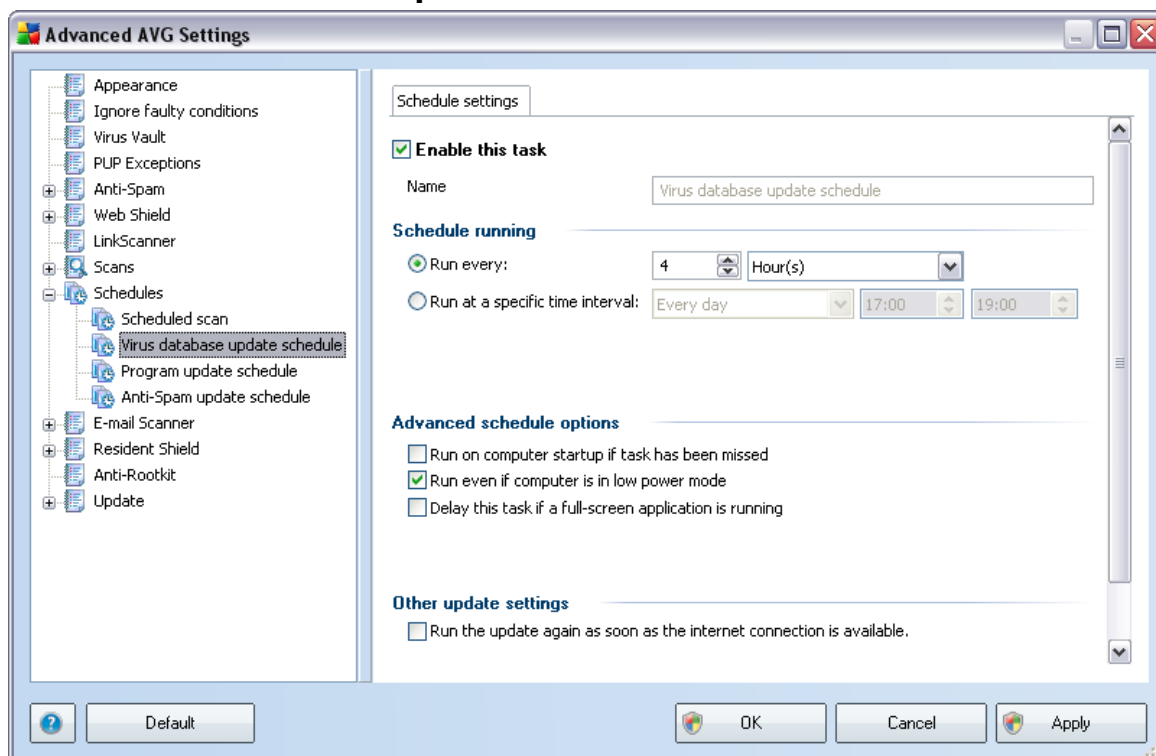 Advanced AVG Settings
Appearance
Ignore faulty conditions
Virus Vault
PUP Exceptions
Anti-Spam
Web Shield
LinkScanner
Scans
Schedules
Scheduled scan
Virus database update schedule
Program update schedule
Anti-Spam update schedule
E-mail Scanner
Resident Shield
Anti-Rootkit
Update
Schedule settings
Enable this task
Name Virus database update schedule
Schedule running
Run every: 4 Hour(s)
Run at a specific time interval: Every day 17:00 19:00
Advanced schedule options
Run on computer startup if task has been missed
Run even if computer is in low power mode
Delay this task if a full-screen application is running
Other update settings
Run the update again as soon as the internet connection is available.
? Default OK Cancel Apply